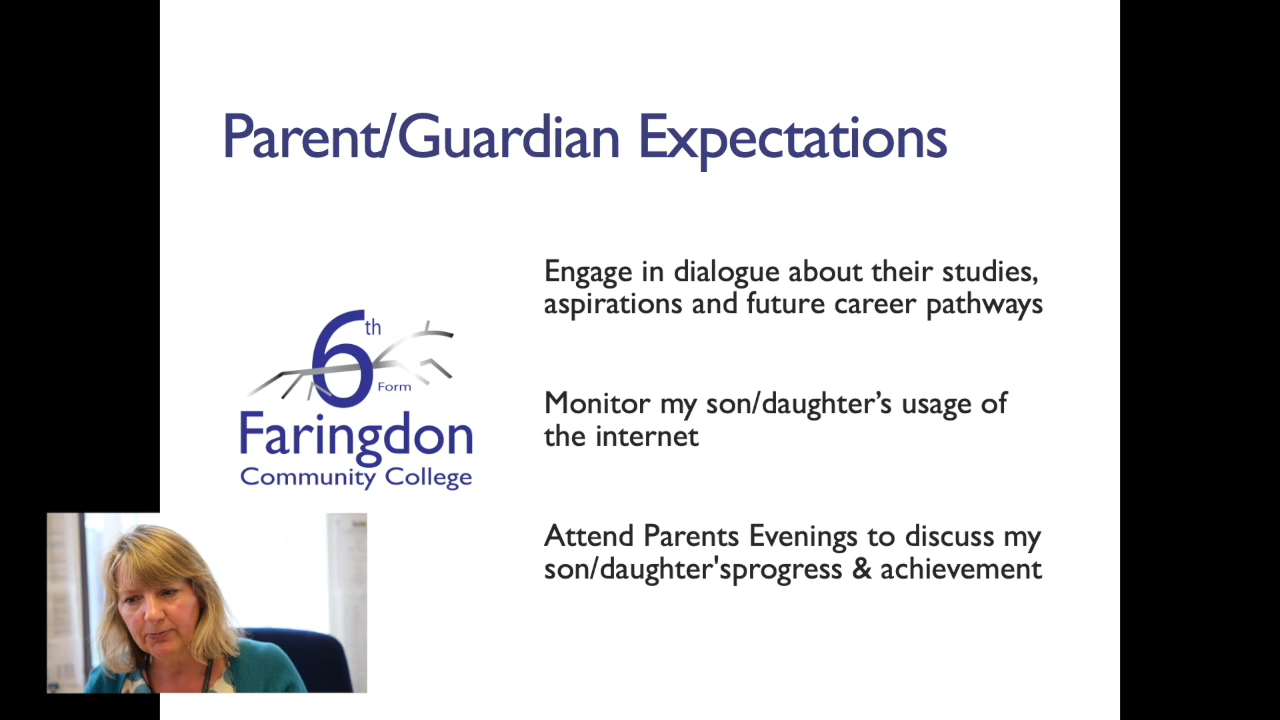 Parent/Guardian Expectations
Engage in dialogue about their studies,
aspirations and future career pathways
6th
Form
Faringdon
Community College
Monitor my son/daughter’s usage of
the internet
Attend Parents Evenings to discuss my
son/daughter'sprogress & achievement